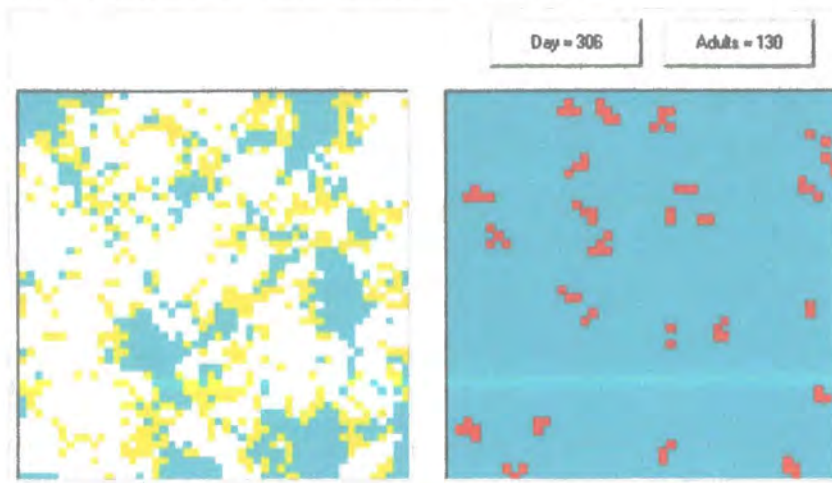 Day = 306
Adults = 130